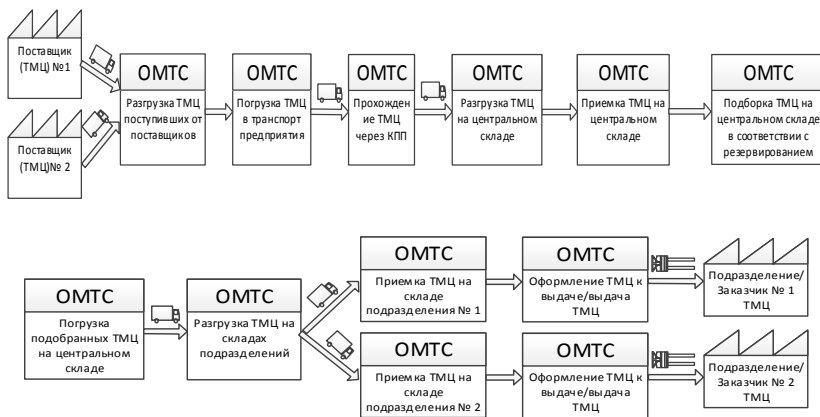 Поставщик
(ТМЦ) №1
Поставщик
(ТМЦ)№ 2
ОМТС
Разгрузка ТМЦ
поступивших от
поставщиков
ОМТС
Погрузка ТМЦ
в транспорт
предприятия
ОМТС
Прохожден
ие ТМЦ
через КПП
ОМТС
Разгрузка ТМЦ
на центральном
складе
ОМТС
Приемка ТМЦ на
центральном
складе
ОМТС
Подборка ТМЦ на
центральном складе
в соответствии с
резервированием
ОМТС
Погрузка
подобранных ТМЦ
на центральном
складе
ОМТС
Разгрузка ТМЦ на
складах
подразделений
ОМТС
Приемка ТМЦ на
складе
подразделения № 1
ОМТС
Оформление ТМЦ к
выдаче/выдача
ТМЦ
Подразделение/
Заказчик № 1
ТМЦ
ОМТС
Приемка ТМЦ на
складе
подразделения № 2
ОМТС
Оформление ТМЦ к
выдаче/выдача
ТМЦ
Подразделение/
Заказчик № 2
ТМЦ